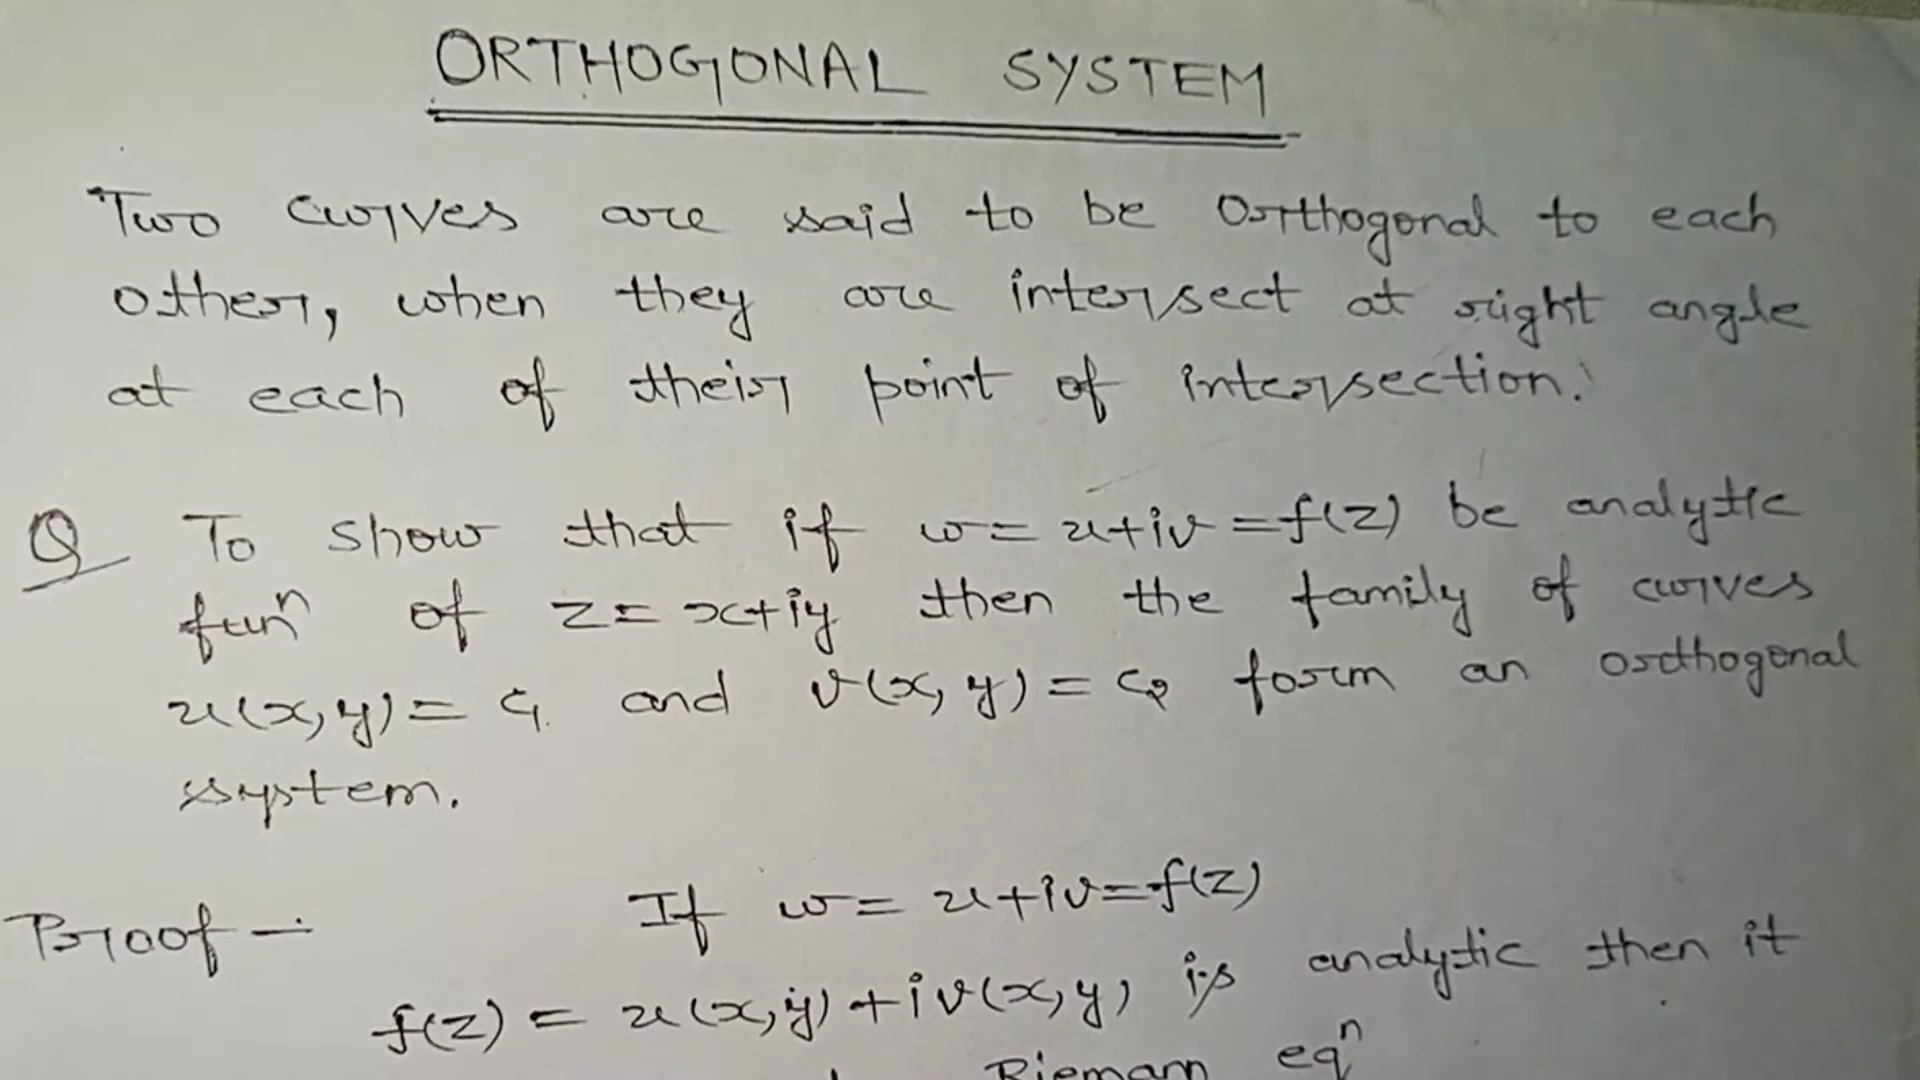 ORTHOGONAL SYSTEM
Two curves are said to be Orthogonal to each
other, when they are intersect at right angle
at each of their point of intersection.
Q To show that if w = u+iv = f(z) be analytic
funⁿ of z = x+iy then the family of curves
u(x,y) = c₁ and v(x,y) = c₂ form an orthogonal
system.
Proof - If w = u+iv = f(z)
f(z) = u(x,y) + iv(x,y) is analytic then it
Riemann eqⁿ